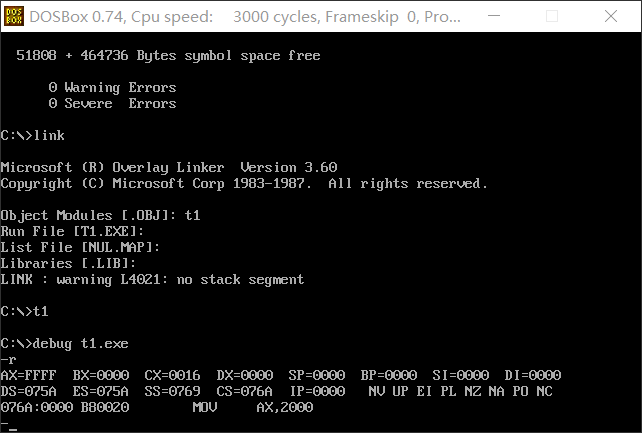 DOS
BOX
DOSBox 0.74, Cpu speed: 3000 cycles, Frameskip 0, Pro...
51808 + 464736 Bytes symbol space free
0 Warning Errors
0 Severe Errors
C:\>link
Microsoft (R) Overlay Linker Version 3.60
Copyright (C) Microsoft Corp 1983-1987. All rights reserved.
Object Modules [.OBJ]: t1
Run File [T1.EXE]:
List File [NUL.MAP]:
Libraries [.LIB]:
LINK : warning L4021: no stack segment
C:\>t1
C:\>debug t1.exe
-r
AX=FFFF BX=0000 CX=0016 DX=0000 SP=0000 BP=0000 SI=0000 DI=0000
DS=075A ES=075A SS=0769 CS=076A IP=0000 NV UP EI PL NZ NA PO NC
076A:0000 B80020 MOV AX,2000
-_